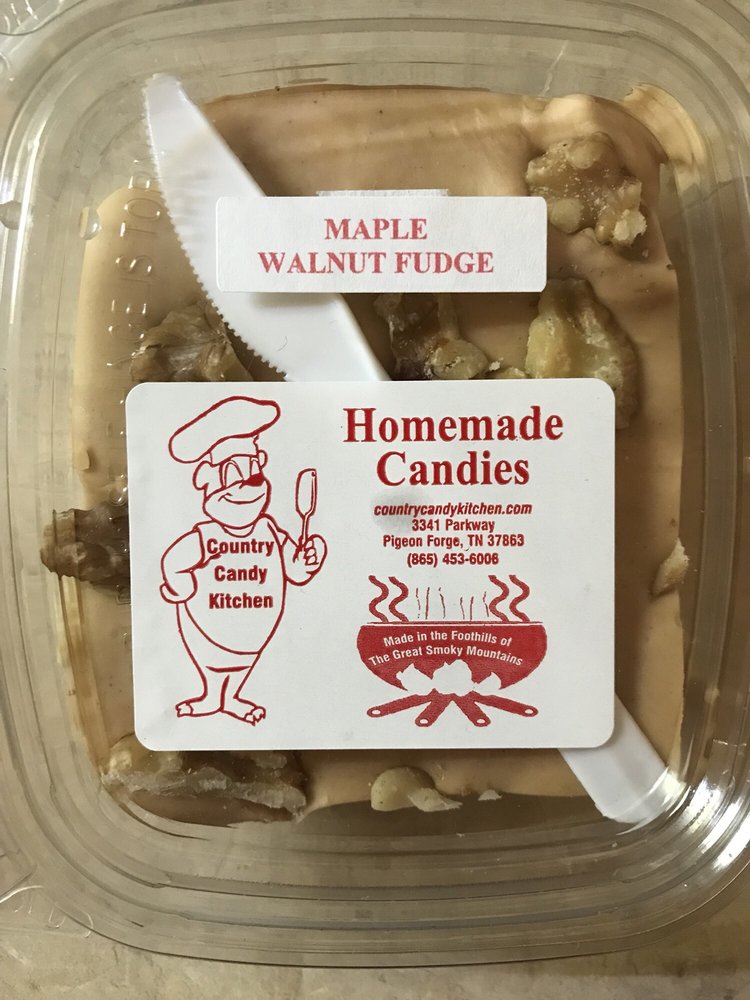 MAPLE
WALNUT FUDGE
Homemade
Candies
countrycandykitchen.com
3341 Parkway
Pigeon Forge, TN 37863
(865) 453-6006
Country
Candy
Kitchen
Made in the Foothills of
The Great Smoky Mountains